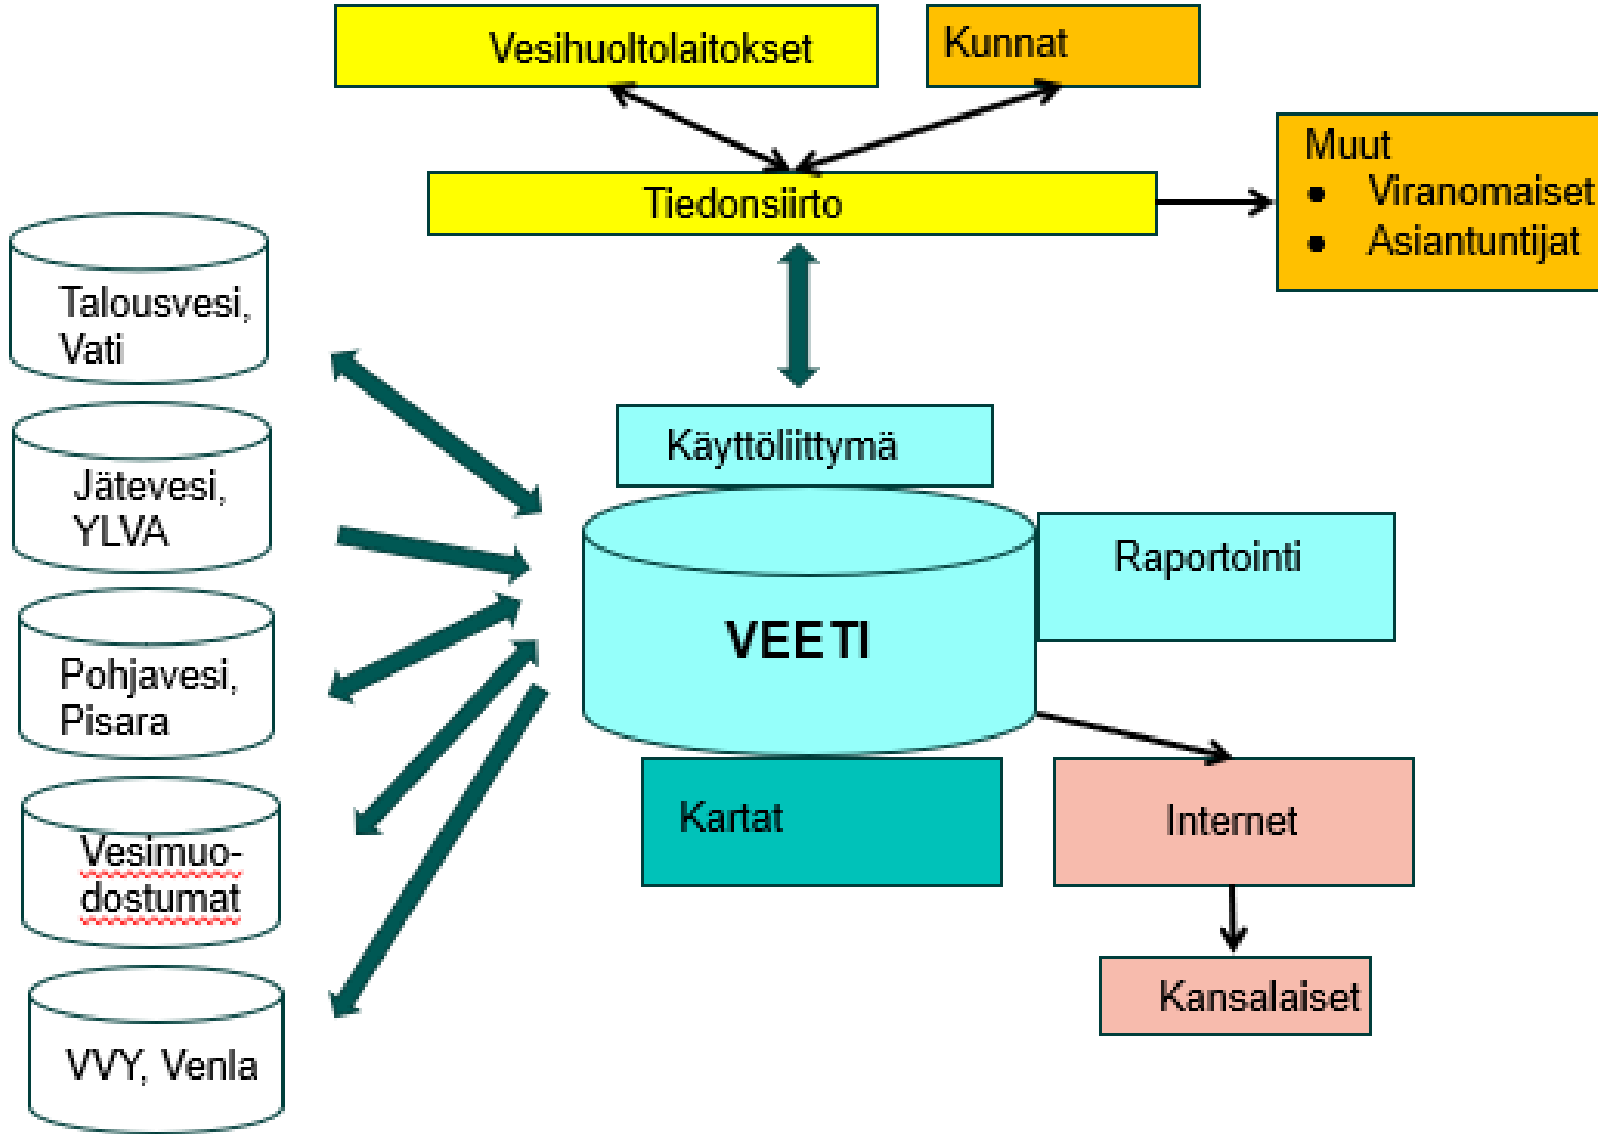 Vesihuoltolaitokset
Kunnat
Tiedonsiirto
Muut
● Viranomaiset
● Asiantuntijat
Talousvesi,
Vati
Jätevesi,
YLVA
Pohjavesi,
Pisara
Vesimuo-
dostumat
VVY, Venla
Käyttöliittymä
VEETI
Raportointi
Kartat
Internet
Kansalaiset